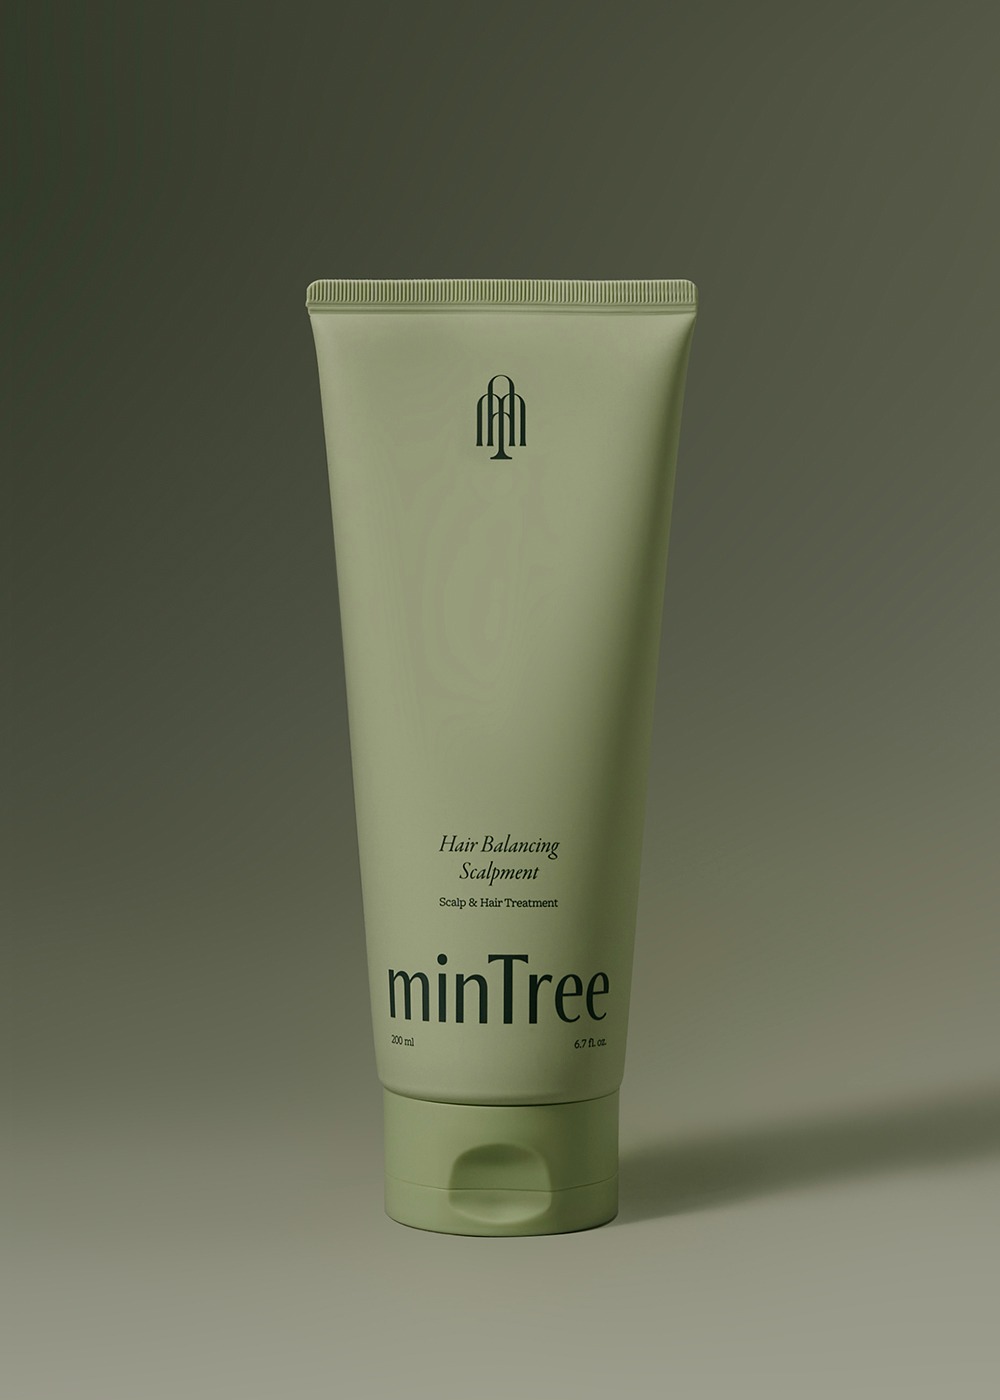 Hair Balancing
Scalpment
Scalp & Hair Treatment
minTree
200 ml
6.7 fl. oz.